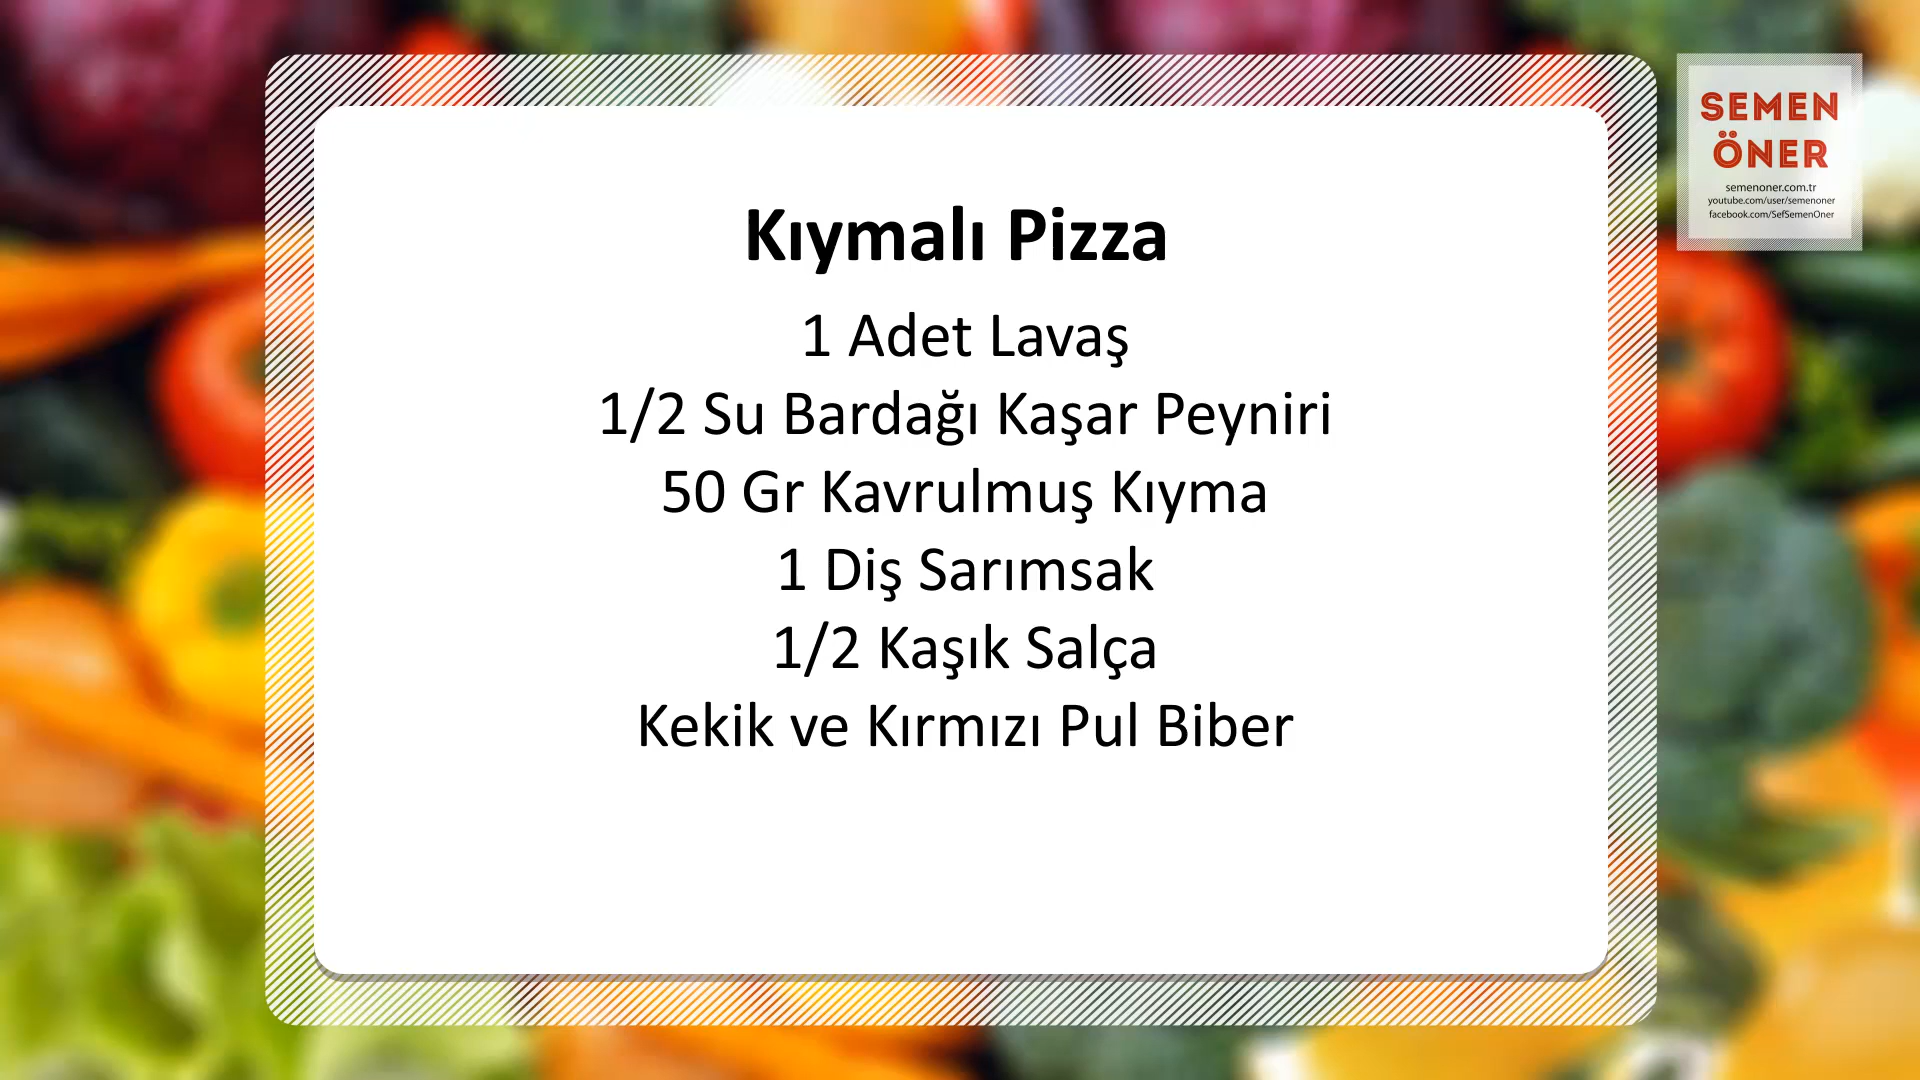 Kıymalı Pizza
1 Adet Lavaş
1/2 Su Bardağı Kaşar Peyniri
50 Gr Kavrulmuş Kıyma
1 Diş Sarımsak
1/2 Kaşık Salça
Kekik ve Kırmızı Pul Biber
SEMEN
ÖNER
semenoner.com.tr
youtube.com/user/semenoner
facebook.com/SefSemenOner